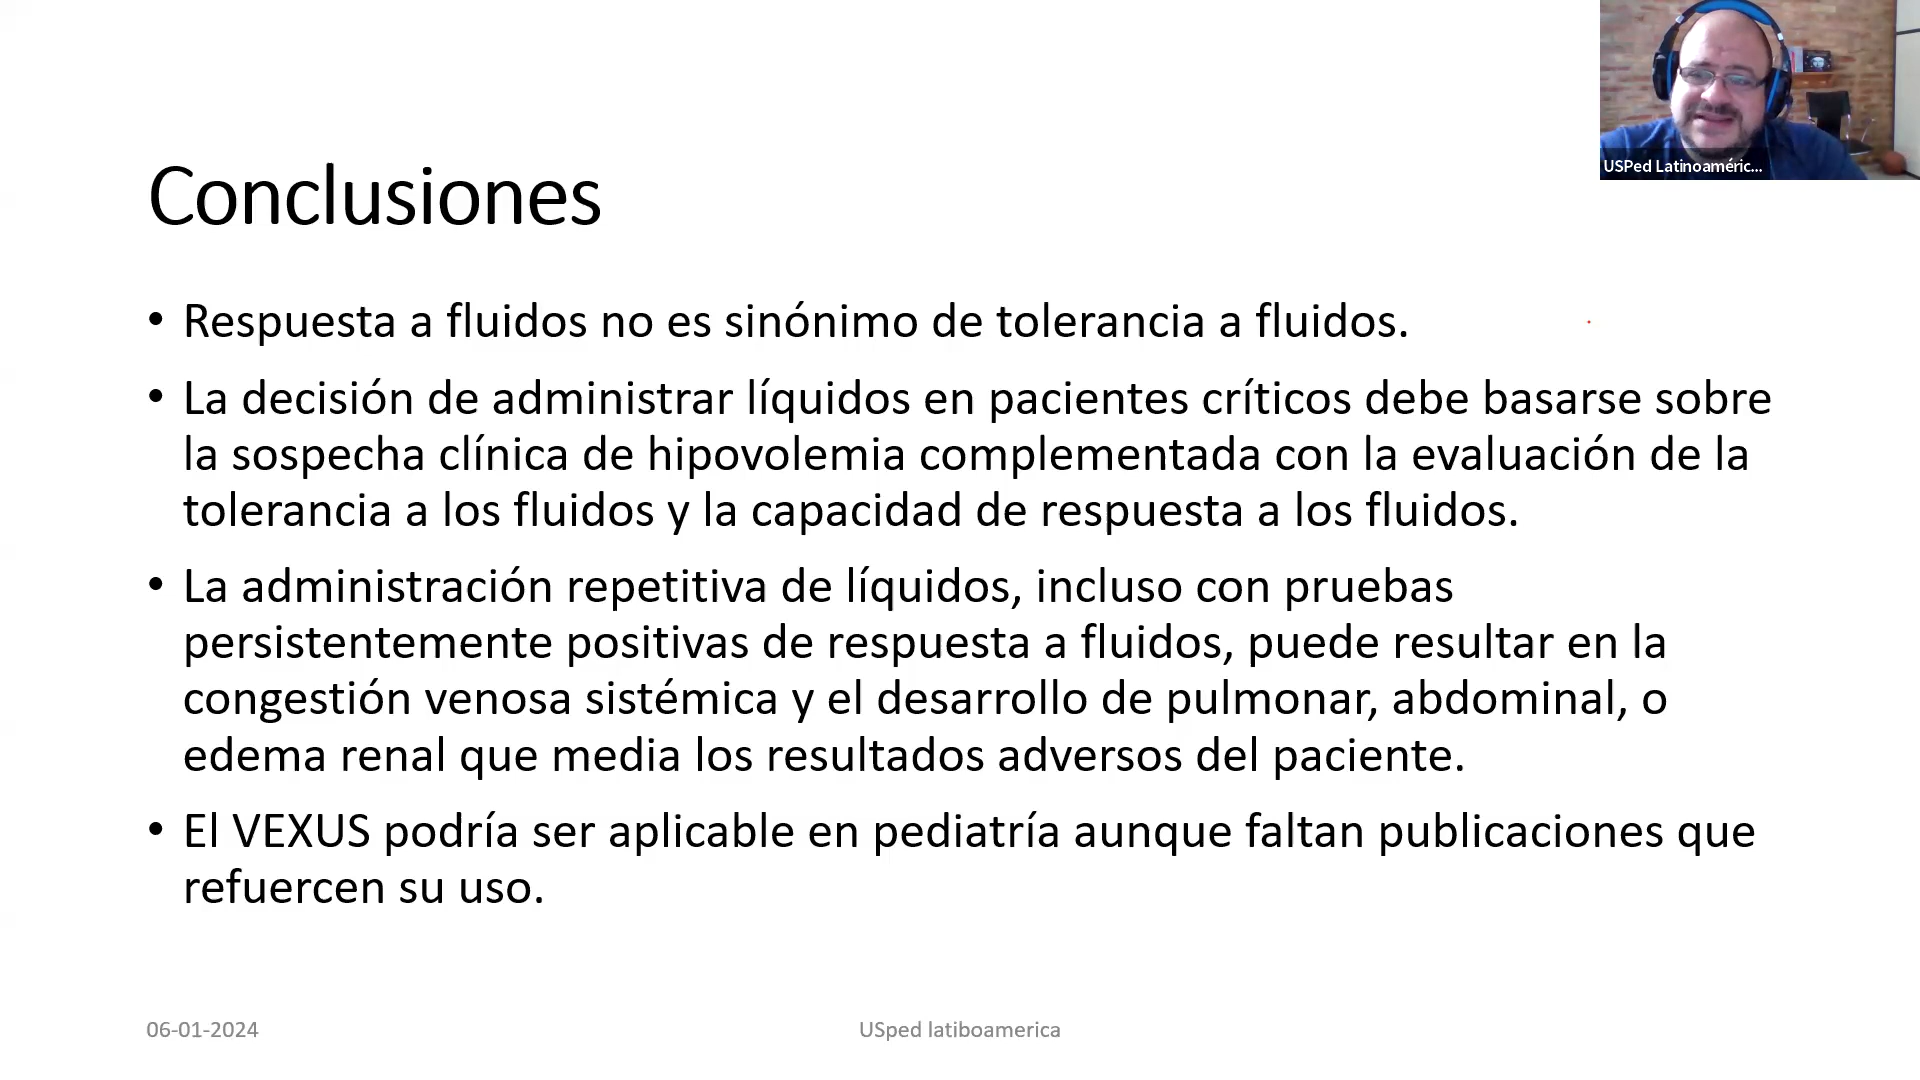 USPed Latinoaméric...
Conclusiones
• Respuesta a fluidos no es sinónimo de tolerancia a fluidos.
• La decisión de administrar líquidos en pacientes críticos debe basarse sobre
la sospecha clínica de hipovolemia complementada con la evaluación de la
tolerancia a los fluidos y la capacidad de respuesta a los fluidos.
• La administración repetitiva de líquidos, incluso con pruebas
persistentemente positivas de respuesta a fluidos, puede resultar en la
congestión venosa sistémica y el desarrollo de pulmonar, abdominal, o
edema renal que media los resultados adversos del paciente.
• El VEXUS podría ser aplicable en pediatría aunque faltan publicaciones que
refuercen su uso.
06-01-2024
USped latiboamerica